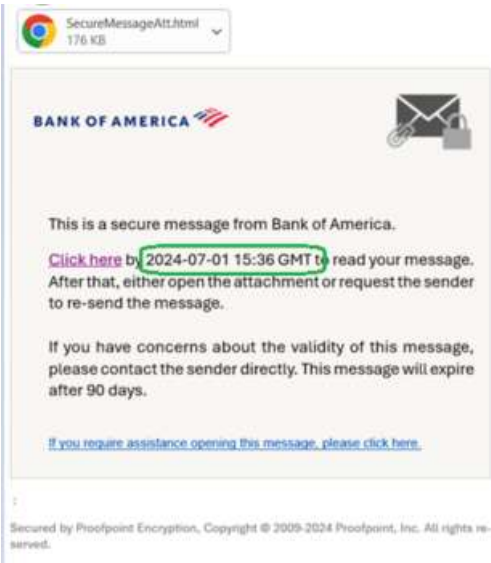 SecureMessageAtt.html
176 KB
BANK OF AMERICA
This is a secure message from Bank of America.
Click here by 2024-07-01 15:36 GMT to read your message.
After that, either open the attachment or request the sender
to re-send the message.
If you have concerns about the validity of this message,
please contact the sender directly. This message will expire
after 90 days.
If you require assistance opening this message, please click here.
:
Secured by Proofpoint Encryption, Copyright © 2009-2024 Proofpoint, Inc. All rights re-
served.